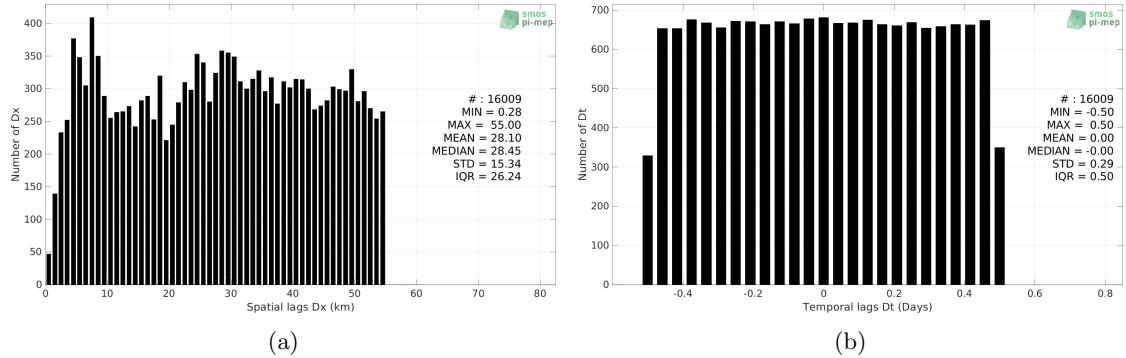 smos
pi-mep
400
350
300
250
200
150
100
50
0
Number of Dx
# : 16009
MIN = 0.28
MAX = 55.00
MEAN = 28.10
MEDIAN = 28.45
STD = 15.34
IQR = 26.24
0 10 20 30 40 50 60 70 80
Spatial lags Dx (km)
(a)
smos
pi-mep
700
600
500
400
300
200
100
0
Number of Dt
# : 16009
MIN = -0.50
MAX = 0.50
MEAN = 0.00
MEDIAN = -0.00
STD = 0.29
IQR = 0.50
-0.4 -0.2 0 0.2 0.4 0.6 0.8
Temporal lags Dt (Days)
(b)